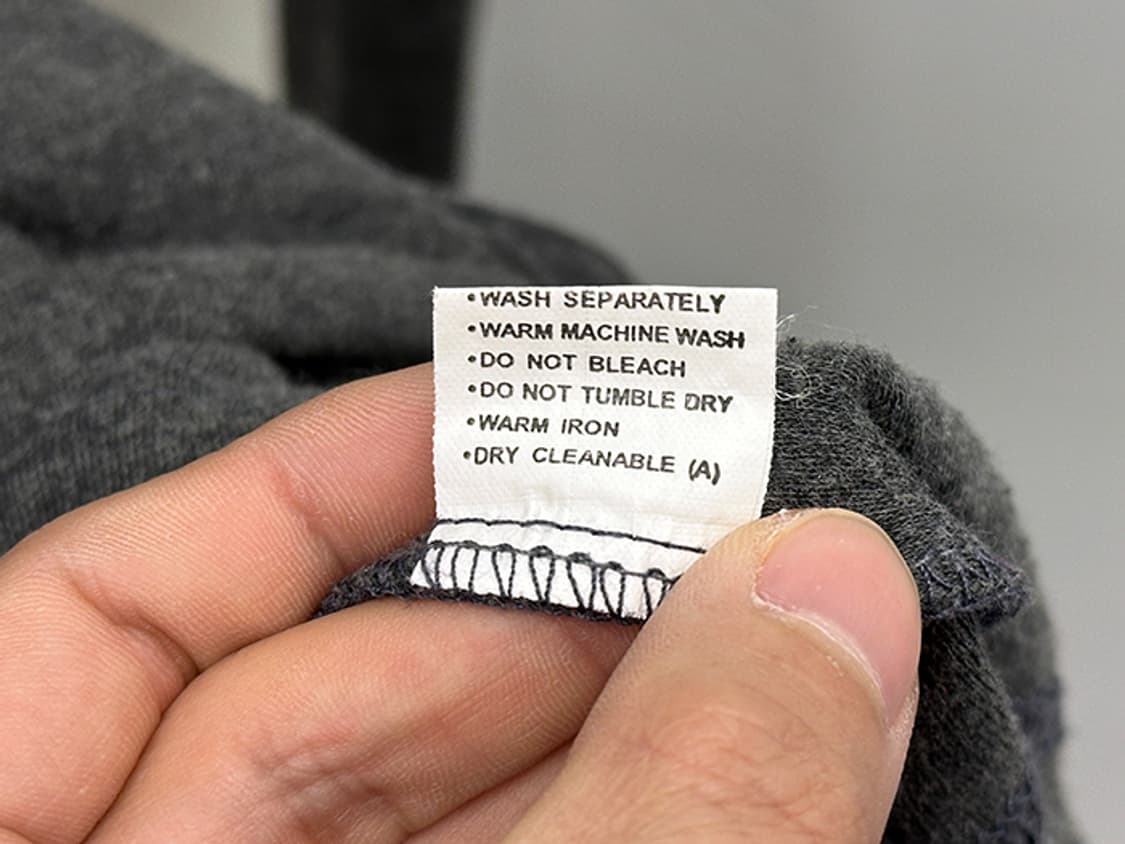 •WASH SEPARATELY
•WARM MACHINE WASH
•DO NOT BLEACH
•DO NOT TUMBLE DRY
•WARM IRON
•DRY CLEANABLE (A)